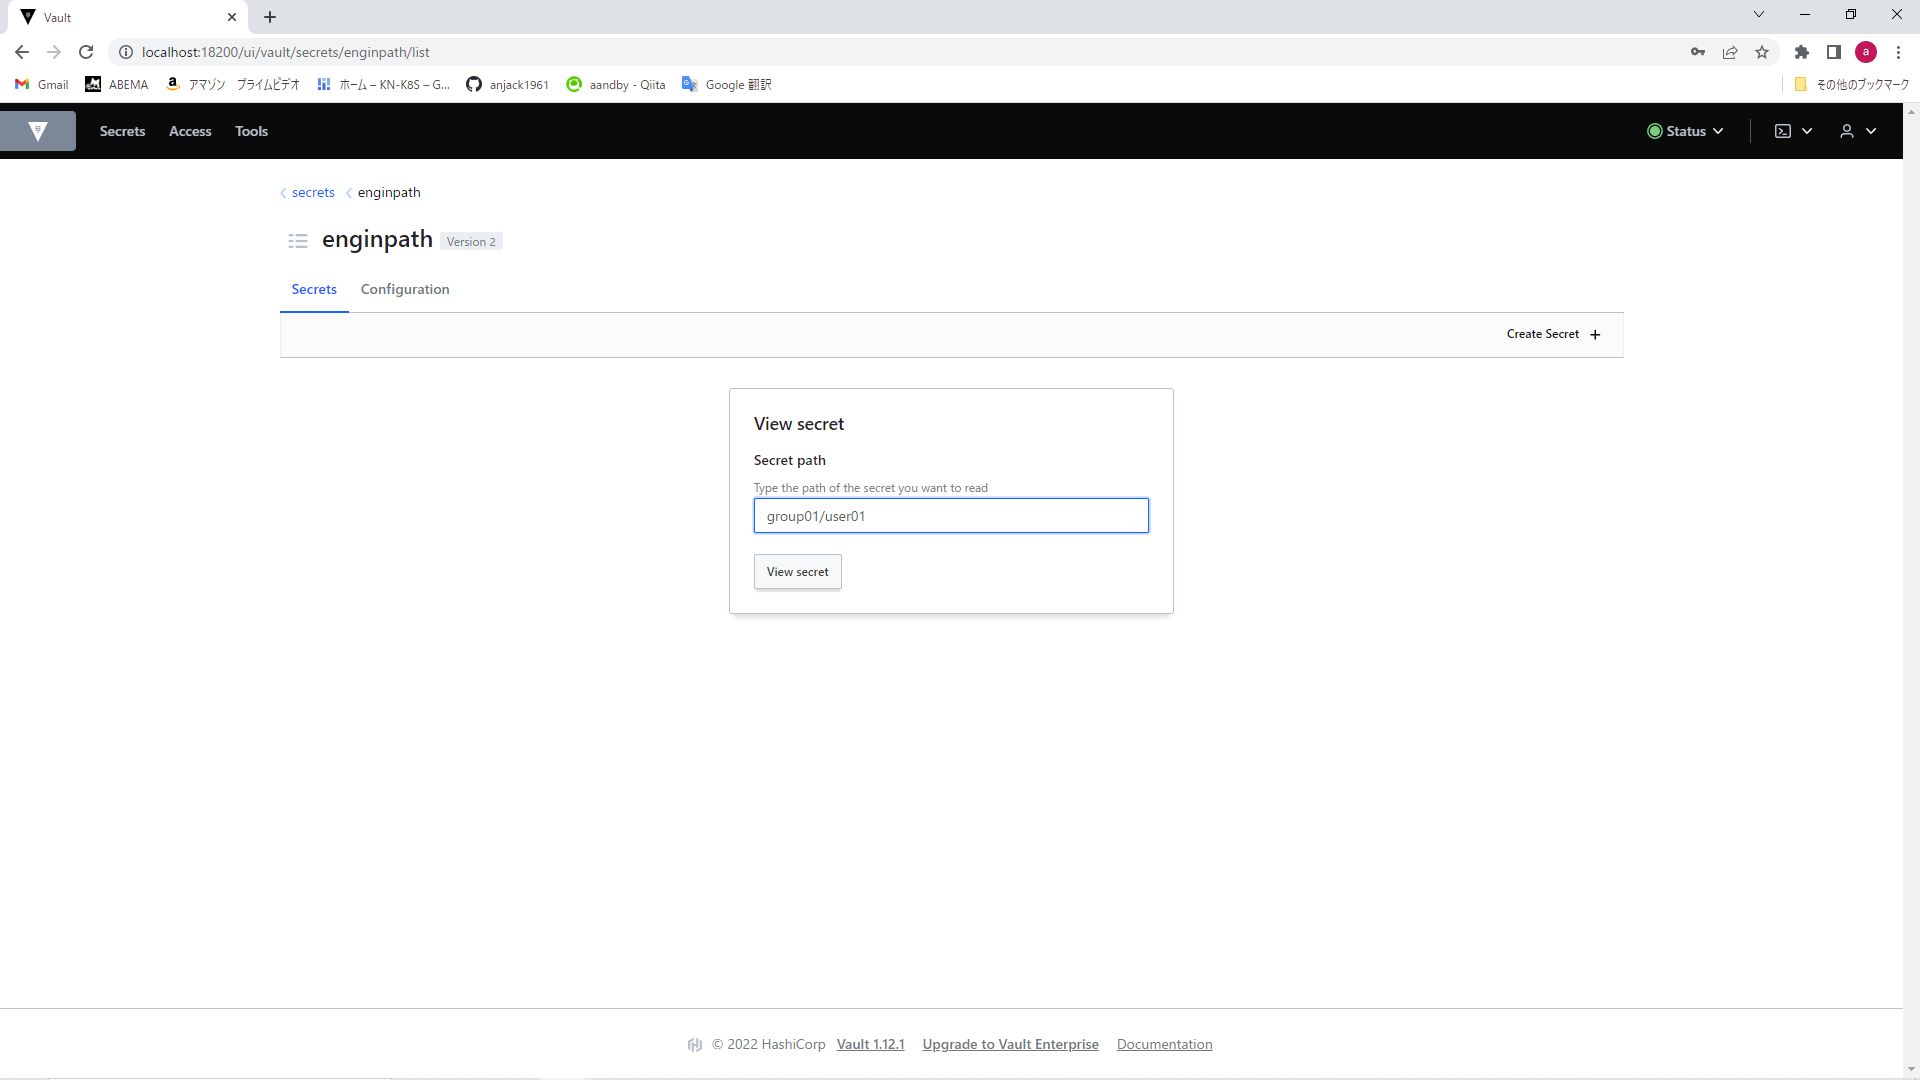 Vault
localhost:18200/ui/vault/secrets/enginpath/list
a
Gmail ABEMA アマゾン プライムビデオ ホーム – KN-K8S – G... anjack1961 aandby - Qiita Google 翻訳 その他のブックマーク
Secrets Access Tools Status
secrets enginpath
enginpath Version 2
Secrets Configuration
Create Secret
View secret
Secret path
Type the path of the secret you want to read
group01/user01
View secret
© 2022 HashiCorp Vault 1.12.1 Upgrade to Vault Enterprise Documentation